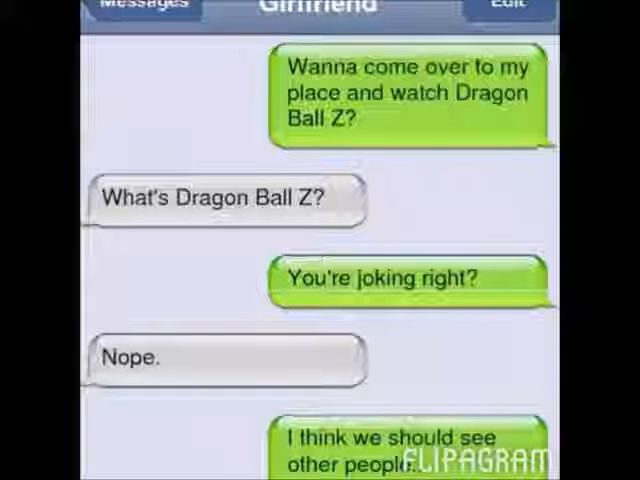 Messages
Girlfriend
Edit
Wanna come over to my
place and watch Dragon
Ball Z?
What's Dragon Ball Z?
You're joking right?
Nope.
I think we should see
other people..
FLIPAGRAM